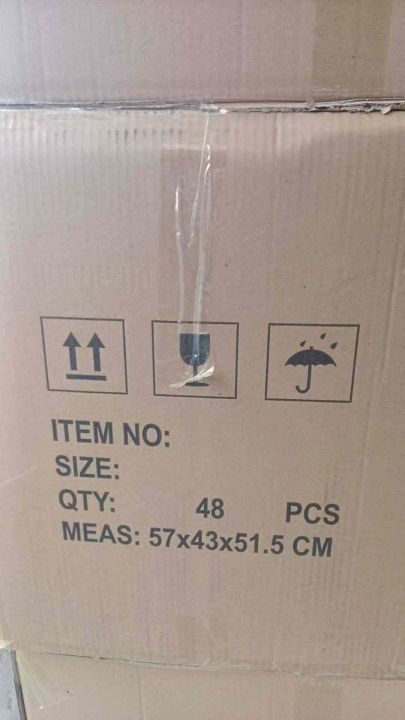 ITEM NO:
SIZE:
QTY: 48 PCS
MEAS: 57x43x51.5 CM